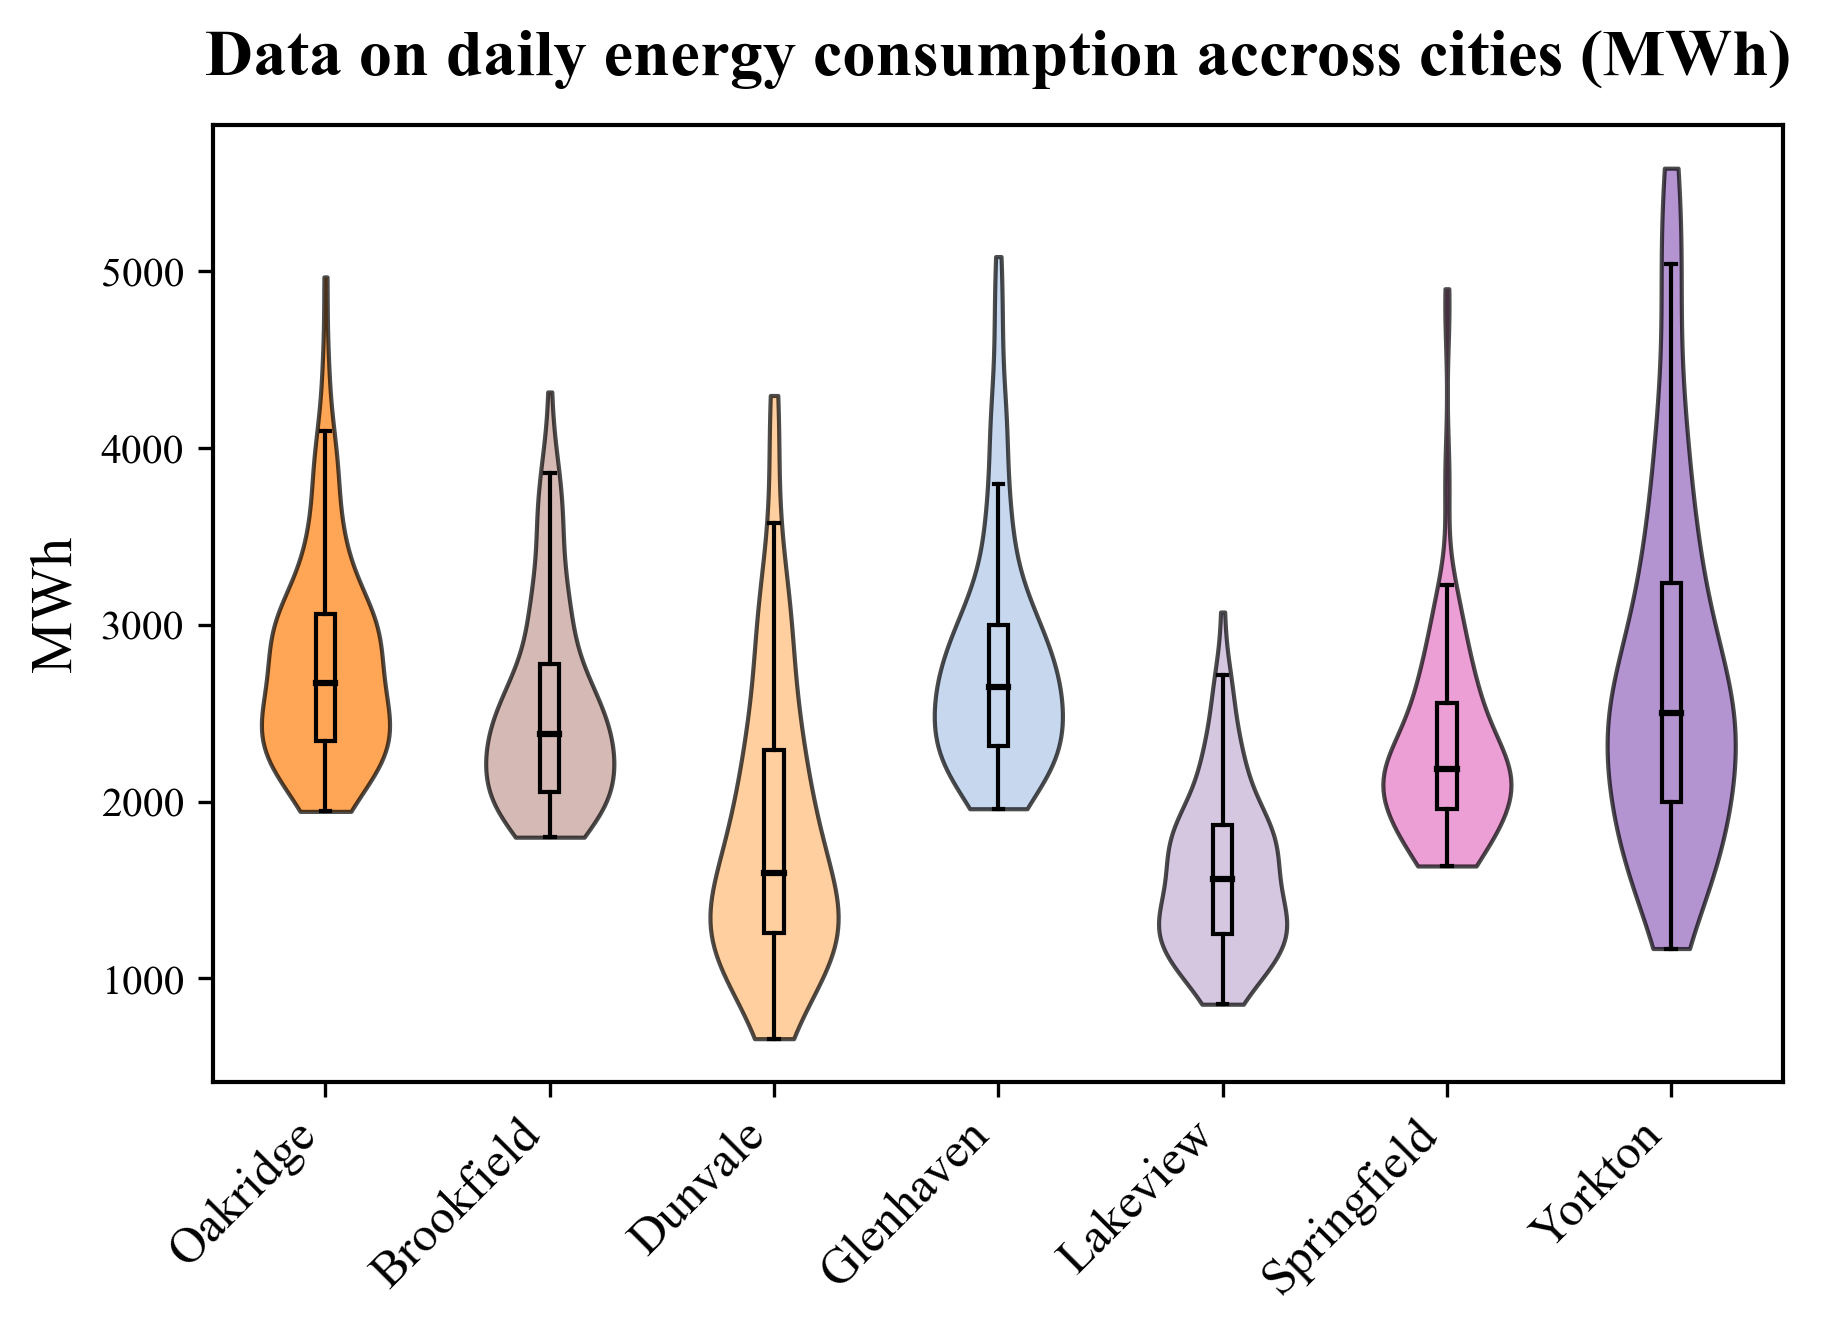 Data on daily energy consumption accross cities (MWh)
MWh
5000
4000
3000
2000
1000
Oakridge
Brookfield
Dunvale
Glenhaven
Lakeview
Springfield
Yorkton